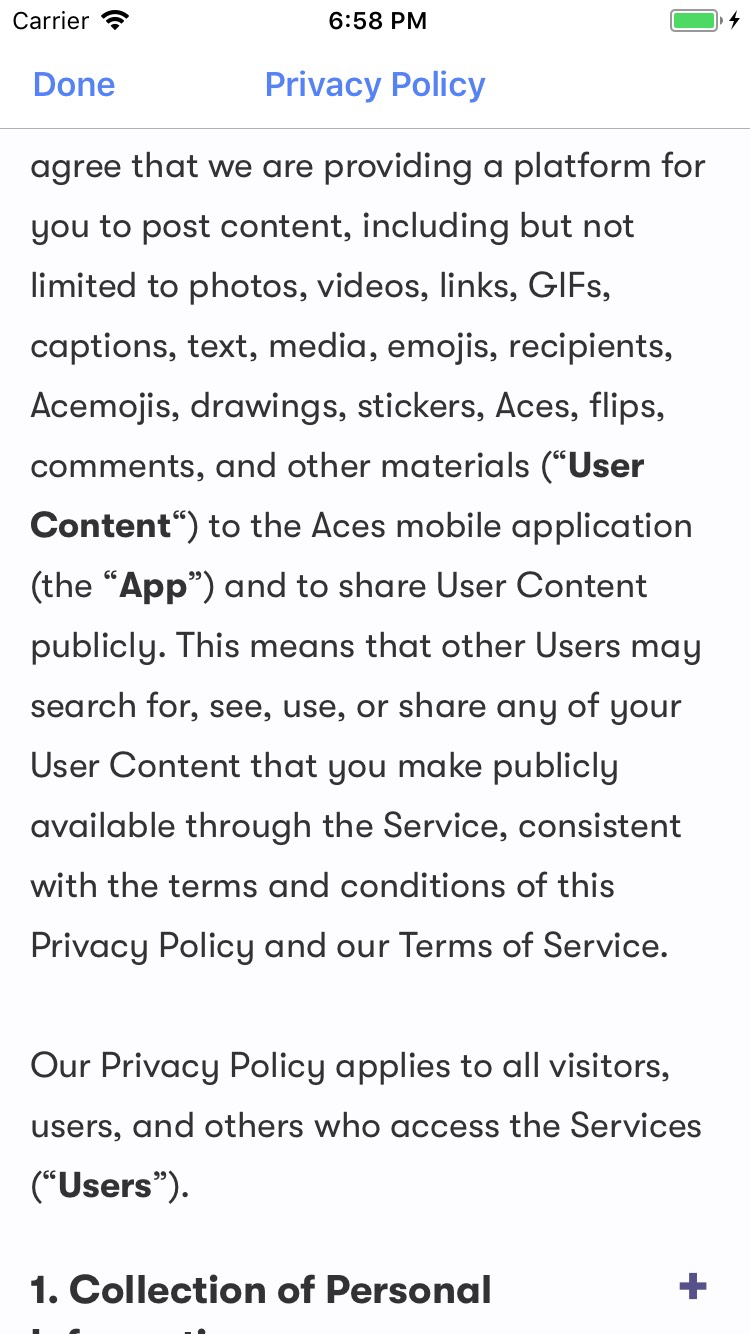 Carrier 6:58 PM
Done Privacy Policy
agree that we are providing a platform for
you to post content, including but not
limited to photos, videos, links, GIFs,
captions, text, media, emojis, recipients,
Acemojis, drawings, stickers, Aces, flips,
comments, and other materials (“User
Content“) to the Aces mobile application
(the “App”) and to share User Content
publicly. This means that other Users may
search for, see, use, or share any of your
User Content that you make publicly
available through the Service, consistent
with the terms and conditions of this
Privacy Policy and our Terms of Service.
Our Privacy Policy applies to all visitors,
users, and others who access the Services
(“Users”).
1. Collection of Personal +